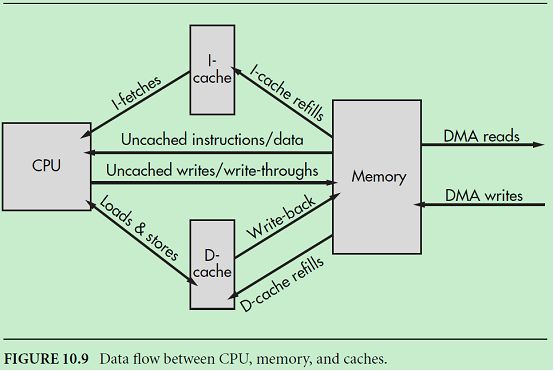 I-
cache
I-fetches
I-cache refills
Uncached instructions/data
DMA reads
CPU
Uncached writes/write-throughs
Memory
DMA writes
Loads & stores
Write-back
D-
cache
D-cache refills
FIGURE 10.9 Data flow between CPU, memory, and caches.